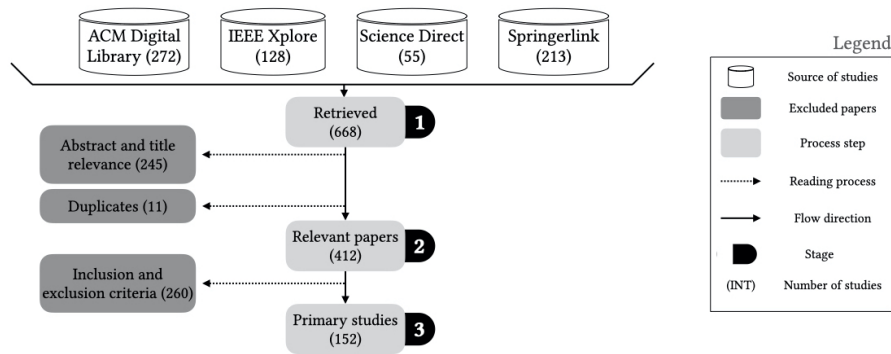 ACM Digital
Library (272)
IEEE Xplore
(128)
Science Direct
(55)
Springerlink
(213)
Retrieved
(668)
1
Abstract and title
relevance (245)
Duplicates (11)
Relevant papers
(412)
2
Inclusion and
exclusion criteria (260)
Primary studies
(152)
3
Legend
Source of studies
Excluded papers
Process step
Reading process
Flow direction
Stage
(INT) Number of studies